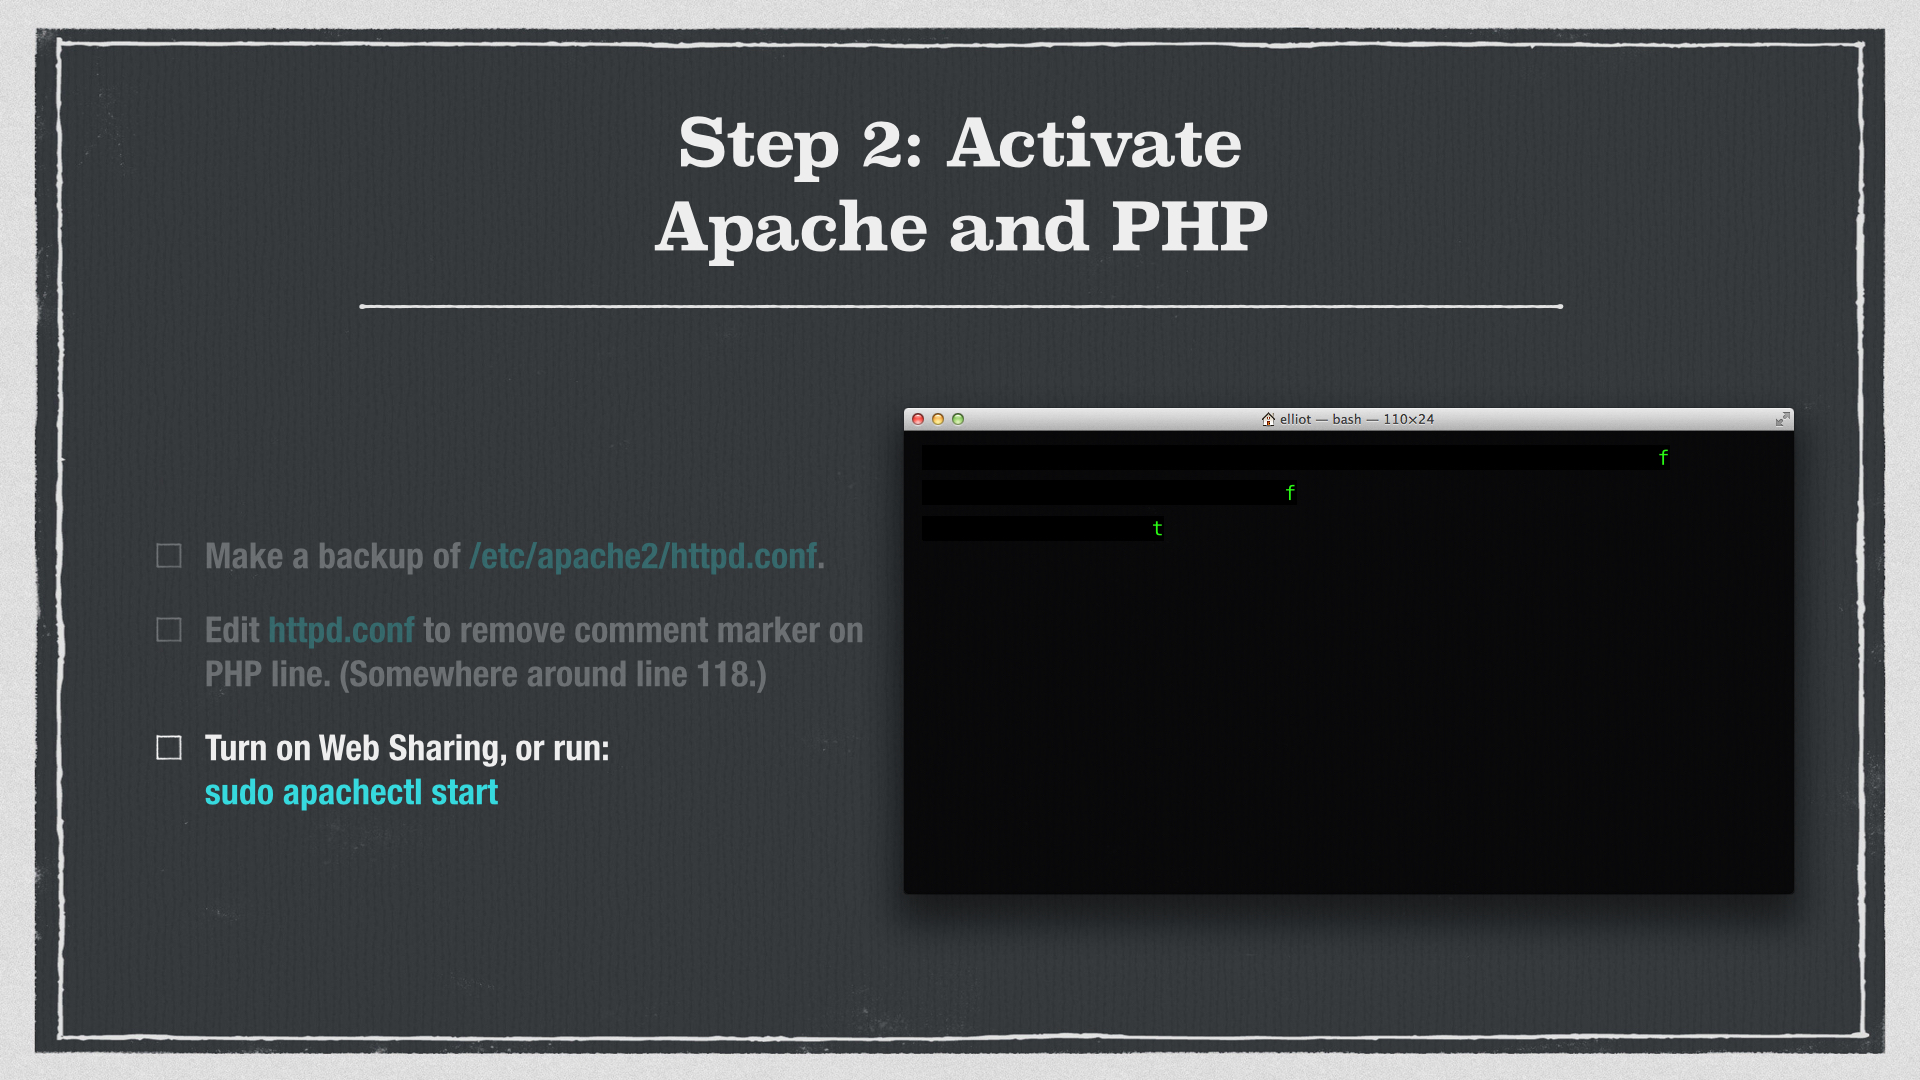 Step 2: Activate
Apache and PHP
Make a backup of /etc/apache2/httpd.conf.
Edit httpd.conf to remove comment marker on
PHP line. (Somewhere around line 118.)
Turn on Web Sharing, or run:
sudo apachectl start
elliot — bash — 110×24
f
f
t